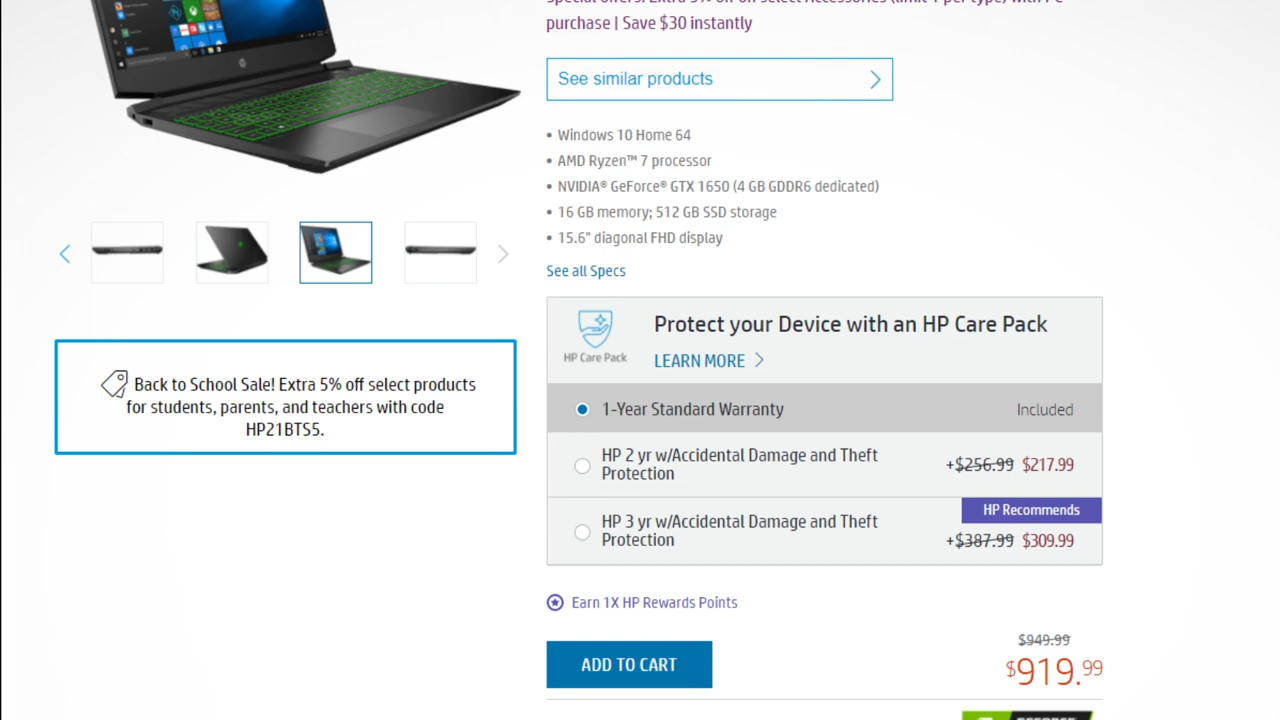 purchase | Save $30 instantly
See similar products
• Windows 10 Home 64
• AMD Ryzen™ 7 processor
• NVIDIA® GeForce® GTX 1650 (4 GB GDDR6 dedicated)
• 16 GB memory; 512 GB SSD storage
• 15.6" diagonal FHD display
See all Specs
Back to School Sale! Extra 5% off select products
for students, parents, and teachers with code
HP21BTS5.
HP Care Pack
Protect your Device with an HP Care Pack
LEARN MORE
1-Year Standard Warranty Included
HP 2 yr w/Accidental Damage and Theft
Protection
+$256.99 $217.99
HP Recommends
HP 3 yr w/Accidental Damage and Theft
Protection
+$387.99 $309.99
Earn 1X HP Rewards Points
ADD TO CART
$949.99
$919.99